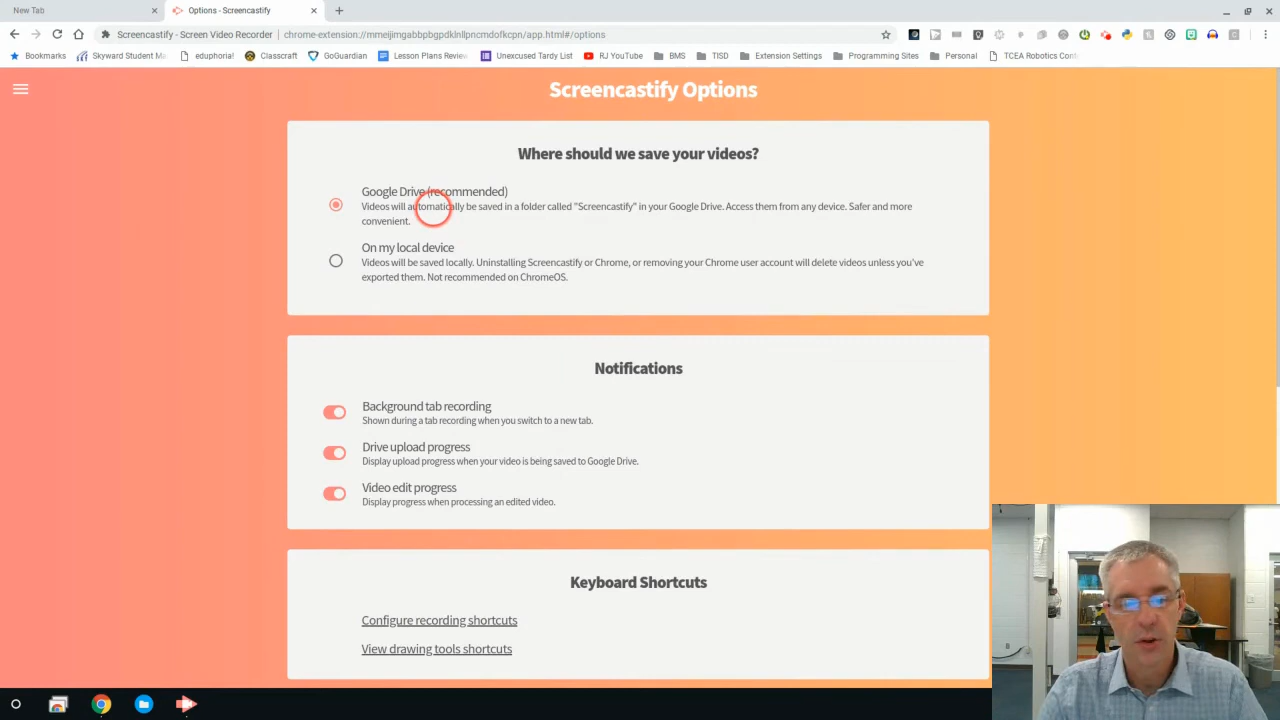 New Tab
Options - Screencastify
Screencastify - Screen Video Recorder
chrome-extension://mmeijimgabbpbgpdklnllpncmdofkcpn/app.html#/options
Bookmarks
Skyward Student Ma
eduphoria!
Classcraft
GoGuardian
Lesson Plans Review
Unexcused Tardy List
RJ YouTube
BMS
TISD
Extension Settings
Programming Sites
Personal
TCEA Robotics Con
Screencastify Options
Where should we save your videos?
Google Drive (recommended)
Videos will automatically be saved in a folder called "Screencastify" in your Google Drive. Access them from any device. Safer and more
convenient.
On my local device
Videos will be saved locally. Uninstalling Screencastify or Chrome, or removing your Chrome user account will delete videos unless you've
exported them. Not recommended on ChromeOS.
Notifications
Background tab recording
Shown during a tab recording when you switch to a new tab.
Drive upload progress
Display upload progress when your video is being saved to Google Drive.
Video edit progress
Display progress when processing an edited video.
Keyboard Shortcuts
Configure recording shortcuts
View drawing tools shortcuts